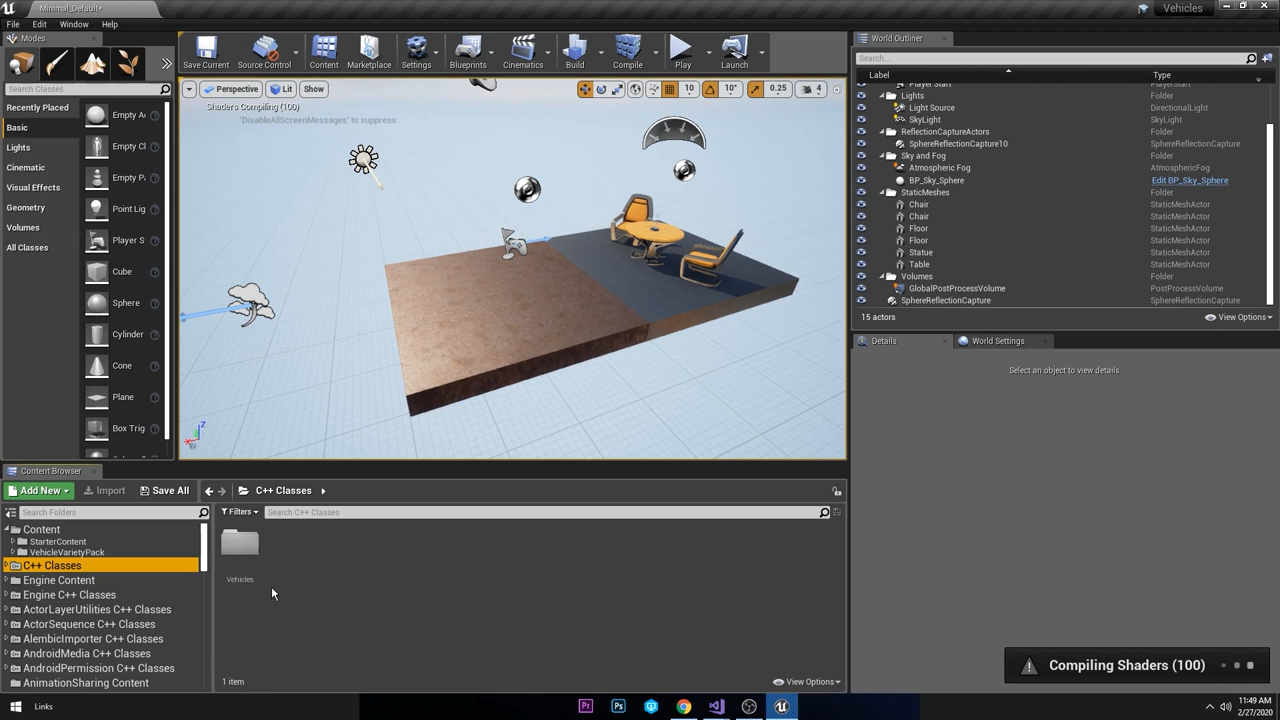 Minimal_Default*
Vehicles
File Edit Window Help
Modes
Search Classes
Recently Placed
Basic
Lights
Cinematic
Visual Effects
Geometry
Volumes
All Classes
Empty A
Empty Cl
Empty P
Point Lig
Player S
Cube
Sphere
Cylinder
Cone
Plane
Box Trig
Save Current
Source Control
Content
Marketplace
Settings
Blueprints
Cinematics
Build
Compile
Play
Launch
Perspective
Lit
Show
10
10°
0.25
4
Shaders Compiling (100)
'DisableAllScreenMessages' to suppress
Z
X
World Outliner
Search...
Label Type
Player Start
Lights Folder
Light Source DirectionalLight
SkyLight SkyLight
ReflectionCaptureActors Folder
SphereReflectionCapture10 SphereReflectionCapture
Sky and Fog Folder
Atmospheric Fog AtmosphericFog
BP_Sky_Sphere Edit BP_Sky_Sphere
StaticMeshes Folder
Chair StaticMeshActor
Chair StaticMeshActor
Floor StaticMeshActor
Floor StaticMeshActor
Statue StaticMeshActor
Table StaticMeshActor
Volumes Folder
GlobalPostProcessVolume PostProcessVolume
SphereReflectionCapture SphereReflectionCapture
15 actors
View Options
Details
World Settings
Select an object to view details.
Content Browser
Add New
Import
Save All
C++ Classes
Search Folders
Filters
Search C++ Classes
Content
StarterContent
VehicleVarietyPack
C++ Classes
Engine Content
Engine C++ Classes
ActorLayerUtilities C++ Classes
ActorSequence C++ Classes
AlembicImporter C++ Classes
AndroidMedia C++ Classes
AndroidPermission C++ Classes
AnimationSharing Content
Vehicles
1 item
View Options
Compiling Shaders (100)
Links
Pr
Ps
11:49 AM
2/27/2020